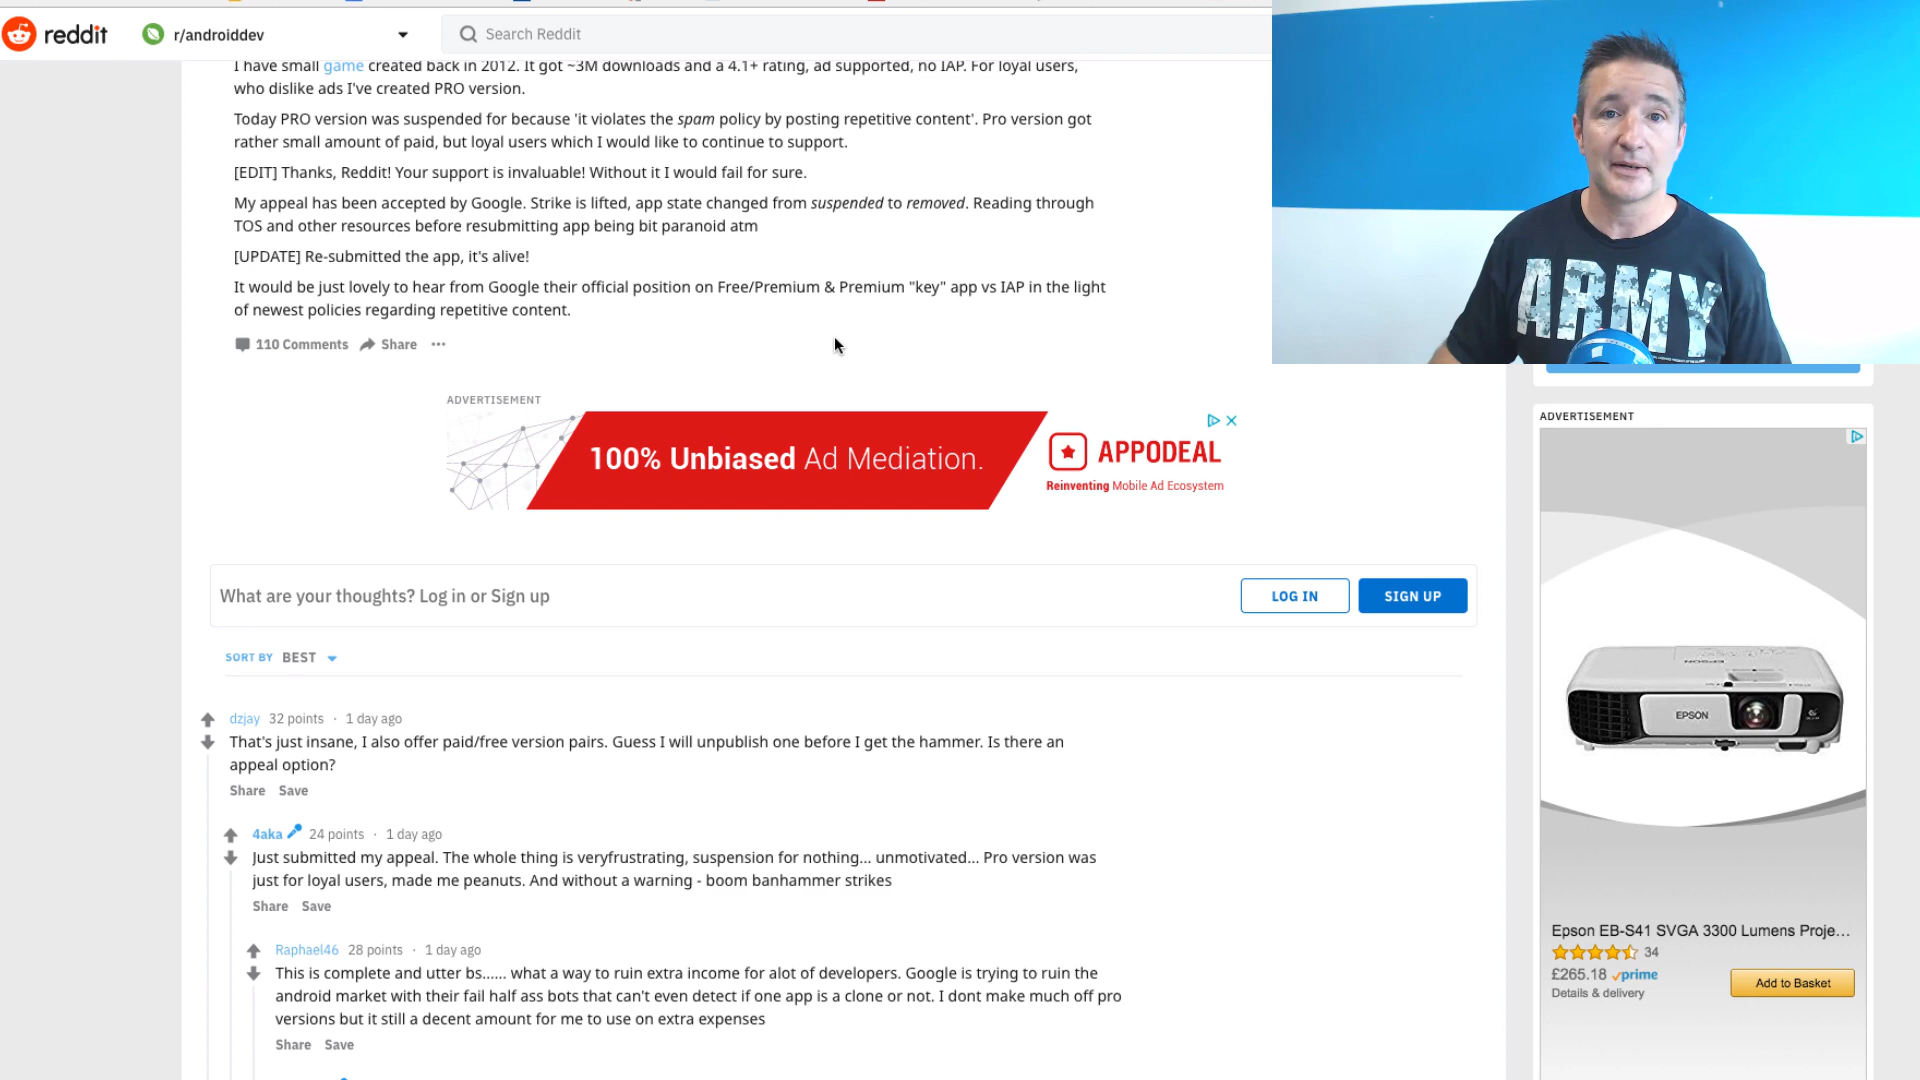 reddit
r/androiddev
Search Reddit
I have small game created back in 2012. It got ~3M downloads and a 4.1+ rating, ad supported, no IAP. For loyal users,
who dislike ads I've created PRO version.
Today PRO version was suspended for because 'it violates the spam policy by posting repetitive content'. Pro version got
rather small amount of paid, but loyal users which I would like to continue to support.
[EDIT] Thanks, Reddit! Your support is invaluable! Without it I would fail for sure.
My appeal has been accepted by Google. Strike is lifted, app state changed from suspended to removed. Reading through
TOS and other resources before resubmitting app being bit paranoid atm
[UPDATE] Re-submitted the app, it's alive!
It would be just lovely to hear from Google their official position on Free/Premium & Premium "key" app vs IAP in the light
of newest policies regarding repetitive content.
110 Comments Share
ARMY
ADVERTISEMENT
100% Unbiased Ad Mediation.
APPODEAL
Reinventing Mobile Ad Ecosystem
What are your thoughts? Log in or Sign up
LOG IN
SIGN UP
SORT BY BEST
dzjay 32 points · 1 day ago
That's just insane, I also offer paid/free version pairs. Guess I will unpublish one before I get the hammer. Is there an
appeal option?
Share Save
4aka 24 points · 1 day ago
Just submitted my appeal. The whole thing is veryfrustrating, suspension for nothing... unmotivated... Pro version was
just for loyal users, made me peanuts. And without a warning - boom banhammer strikes
Share Save
Raphael46 28 points · 1 day ago
This is complete and utter bs...... what a way to ruin extra income for alot of developers. Google is trying to ruin the
android market with their fail half ass bots that can't even detect if one app is a clone or not. I dont make much off pro
versions but it still a decent amount for me to use on extra expenses
Share Save
ADVERTISEMENT
EPSON
EPSON
Epson EB-S41 SVGA 3300 Lumens Proje...
34
£265.18 prime
Details & delivery
Add to Basket